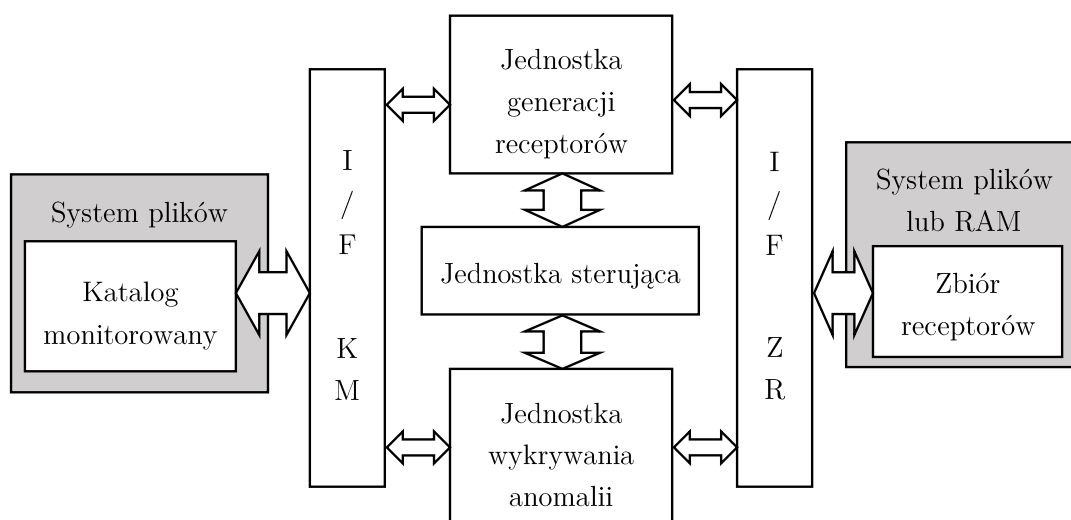 System plików
Katalog
monitorowany
I
/
F
K
M
Jednostka
generacji
receptorów
Jednostka sterująca
Jednostka
wykrywania
anomalii
I
/
F
Z
R
System plików
lub RAM
Zbiór
receptorów